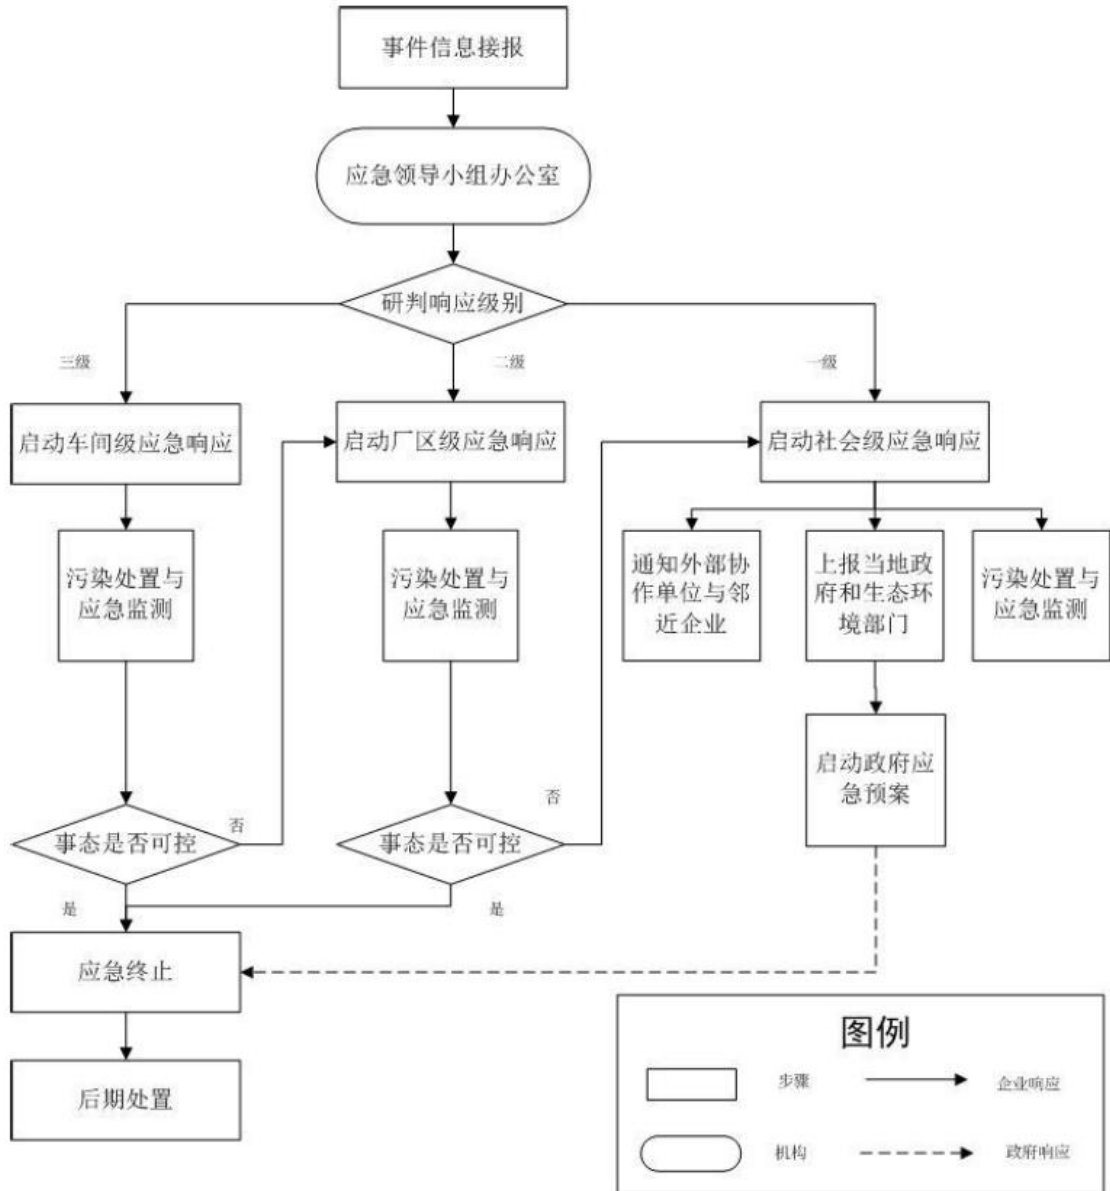 事件信息接报
应急领导小组办公室
研判响应级别
三级
二级
一级
启动车间级应急响应
启动厂区级应急响应
启动社会级应急响应
污染处置与
应急监测
污染处置与
应急监测
通知外部协
作单位与邻
近企业
上报当地政
府和生态环
境部门
污染处置与
应急监测
启动政府应
急预案
事态是否可控
否
事态是否可控
否
是
是
应急终止
后期处置
图例
步骤
企业响应
机构
政府响应